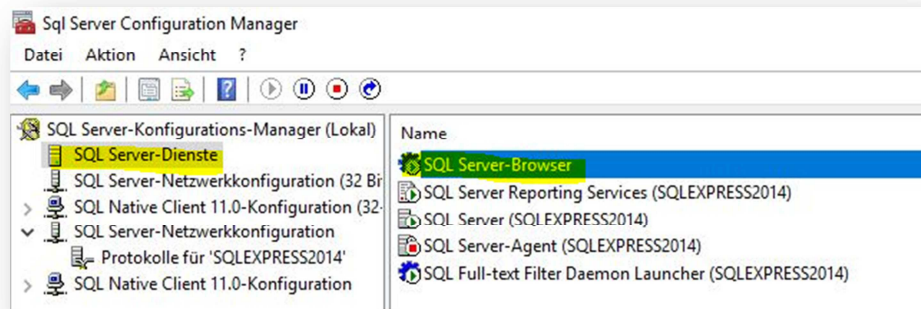 Sql Server Configuration Manager
Datei Aktion Ansicht ?
SQL Server-Konfigurations-Manager (Lokal)
SQL Server-Dienste
SQL Server-Netzwerkkonfiguration (32 Bi
SQL Native Client 11.0-Konfiguration (32-
SQL Server-Netzwerkkonfiguration
Protokolle für 'SQLEXPRESS2014'
SQL Native Client 11.0-Konfiguration
Name
SQL Server-Browser
SQL Server Reporting Services (SQLEXPRESS2014)
SQL Server (SQLEXPRESS2014)
SQL Server-Agent (SQLEXPRESS2014)
SQL Full-text Filter Daemon Launcher (SQLEXPRESS2014)